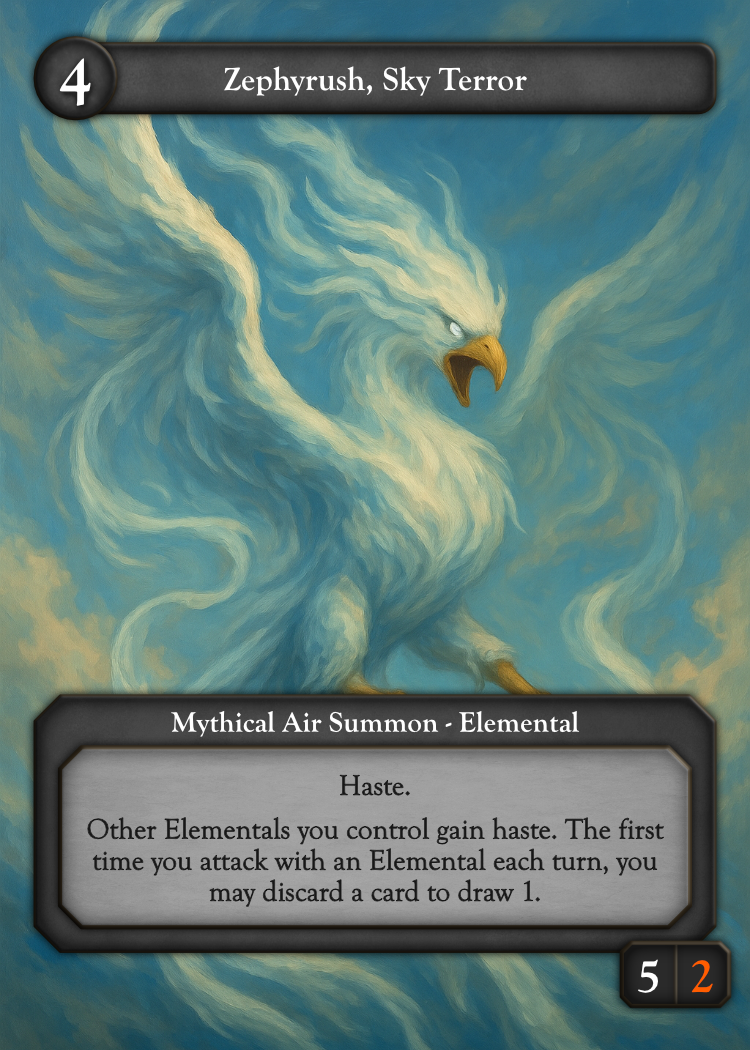 4
Zephyrush, Sky Terror
Mythical Air Summon - Elemental
Haste.
Other Elementals you control gain haste. The first
time you attack with an Elemental each turn, you
may discard a card to draw 1.
5 2